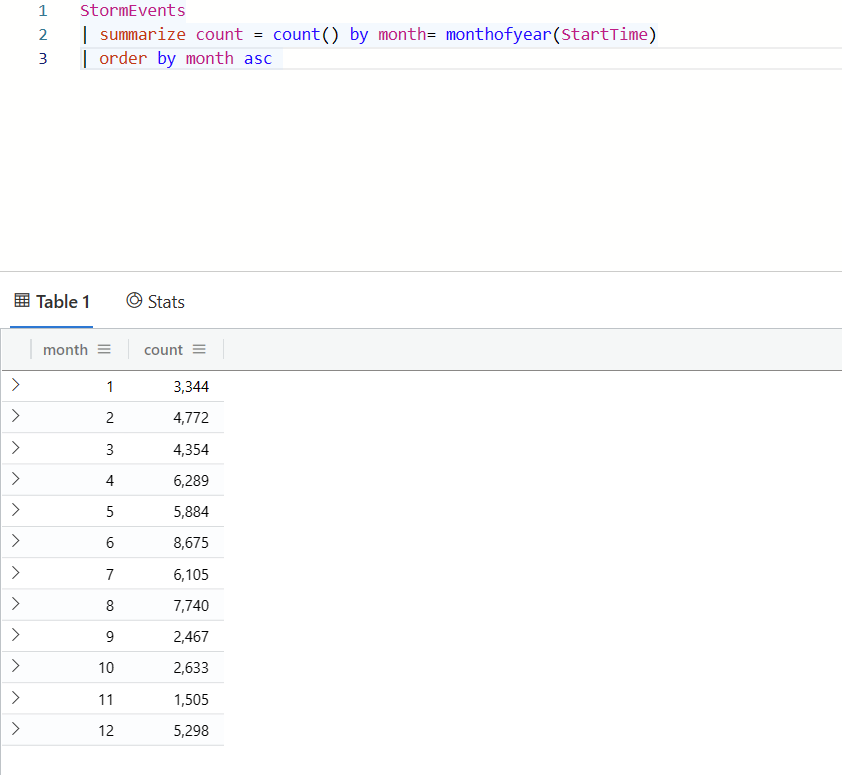 1 StormEvents
2 | summarize count = count() by month= monthofyear(StartTime)
3 | order by month asc
Table 1 Stats
month count
1 3,344
2 4,772
3 4,354
4 6,289
5 5,884
6 8,675
7 6,105
8 7,740
9 2,467
10 2,633
11 1,505
12 5,298